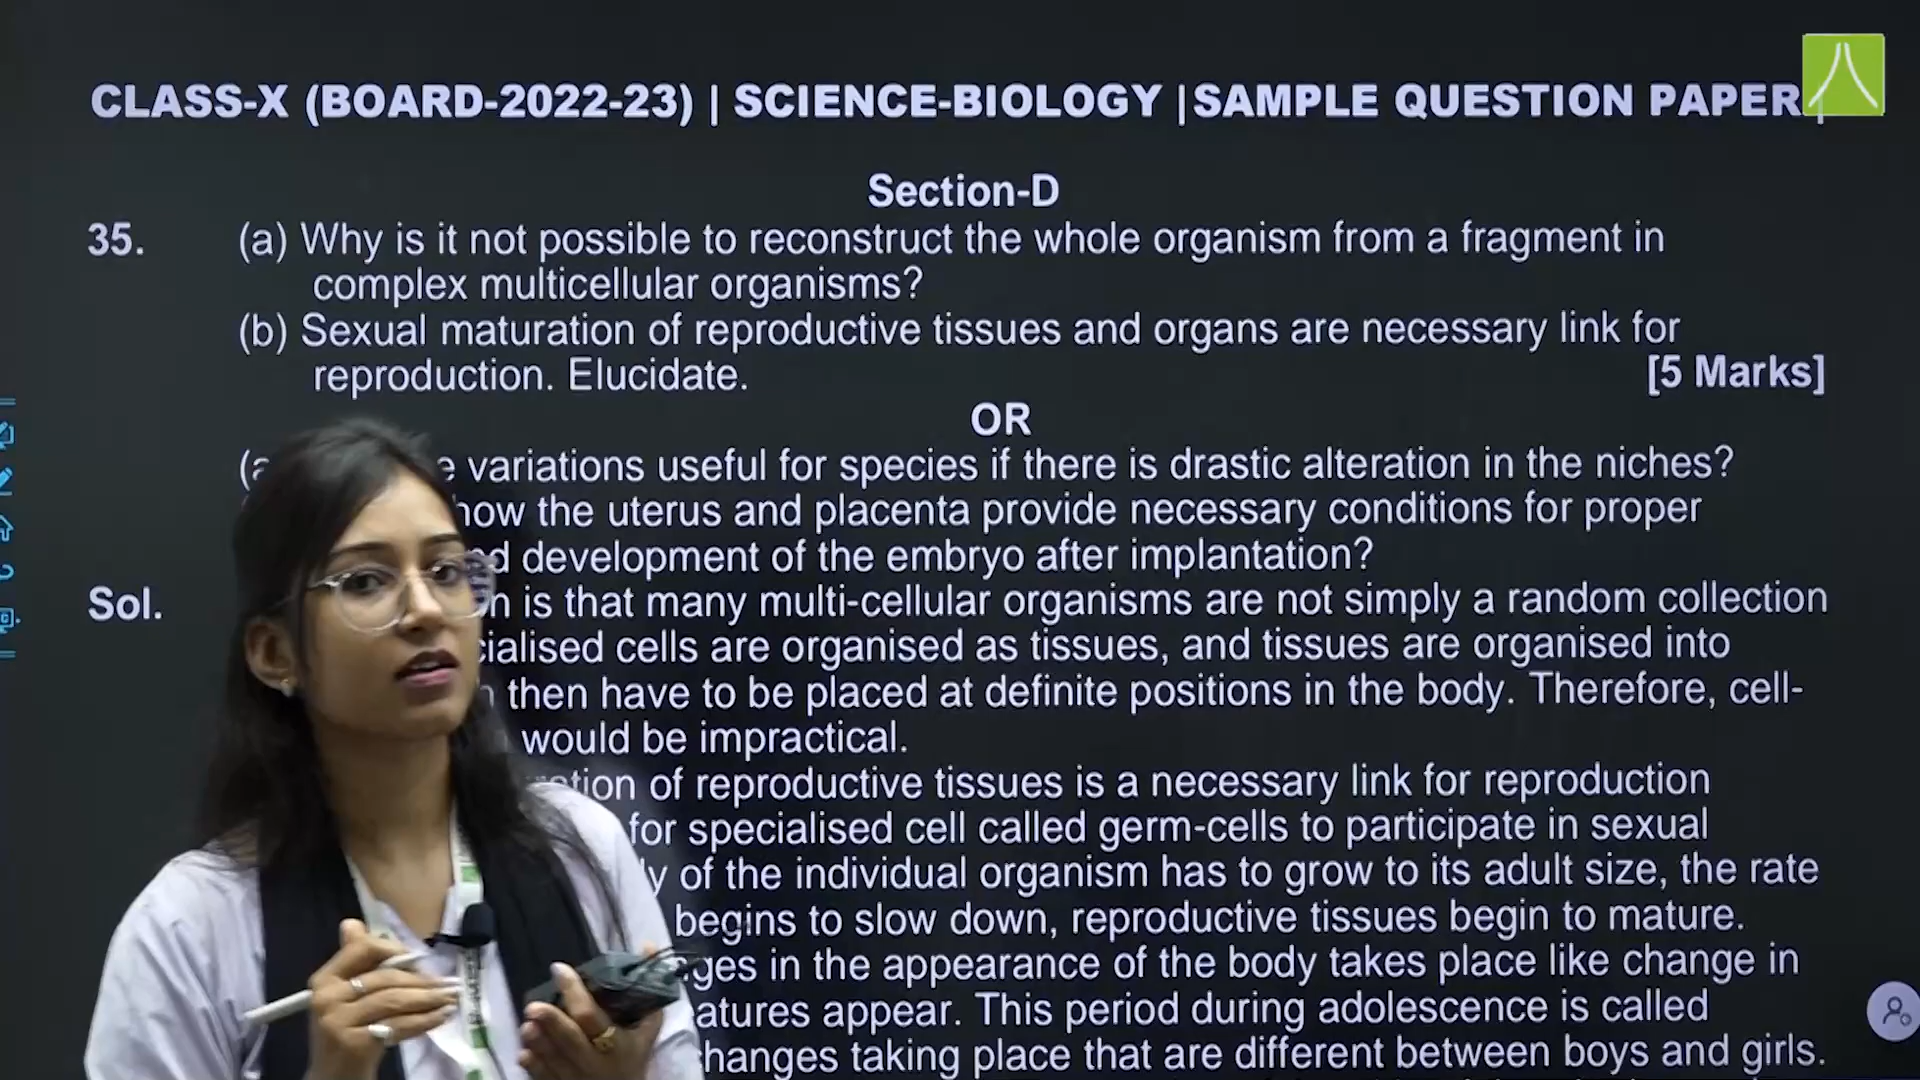 CLASS-X (BOARD-2022-23) | SCIENCE-BIOLOGY |SAMPLE QUESTION PAPER
Section-D
35. (a) Why is it not possible to reconstruct the whole organism from a fragment in
complex multicellular organisms?
(b) Sexual maturation of reproductive tissues and organs are necessary link for
reproduction. Elucidate. [5 Marks]
OR
variations useful for species if there is drastic alteration in the niches?
how the uterus and placenta provide necessary conditions for proper
development of the embryo after implantation?
Sol. is that many multi-cellular organisms are not simply a random collection
cells are organised as tissues, and tissues are organised into
then have to be placed at definite positions in the body. Therefore, cell-
would be impractical.
of reproductive tissues is a necessary link for reproduction
for specialised cell called germ-cells to participate in sexual
of the individual organism has to grow to its adult size, the rate
begins to slow down, reproductive tissues begin to mature.
in the appearance of the body takes place like change in
appear. This period during adolescence is called
changes taking place that are different between boys and girls.